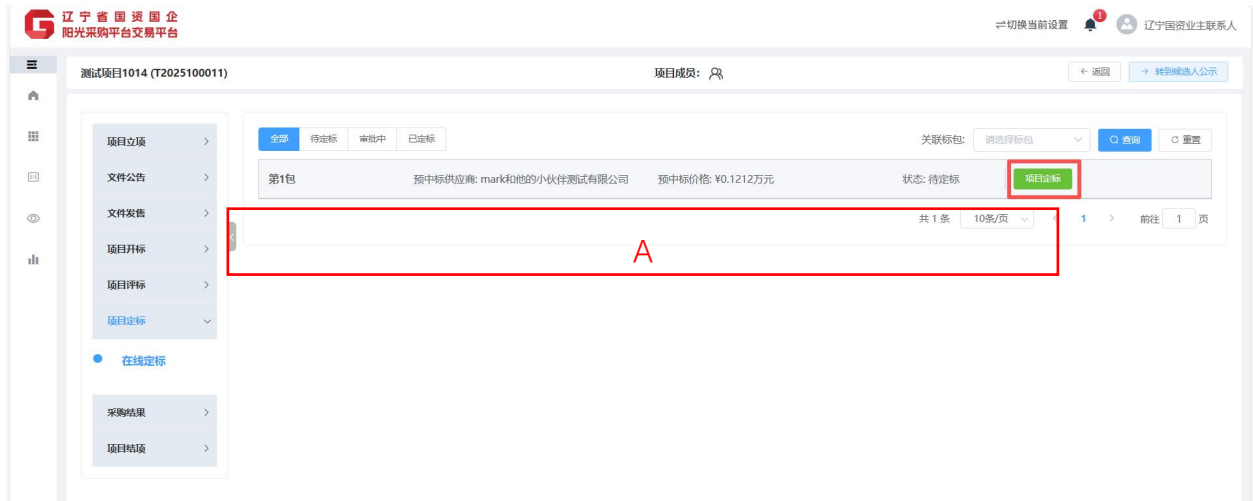 辽宁省国资国企
阳光采购平台交易平台
切换当前设置
1
辽宁国资业主联系人
测试项目1014 (T2025100011)
项目成员:
← 返回
→ 转到候选人公示
项目立项
文件公告
文件发售
项目开标
项目评标
项目定标
在线定标
采购结果
项目结项
全部 待定标 审批中 已定标
关联标包: 请选择标包
查询
重置
第1包 预中标供应商: mark和他的小伙伴测试有限公司 预中标价格: ¥0.1212万元 状态: 待定标 项目定标
共 1 条 10条/页 < 1 > 前往 1 页
A